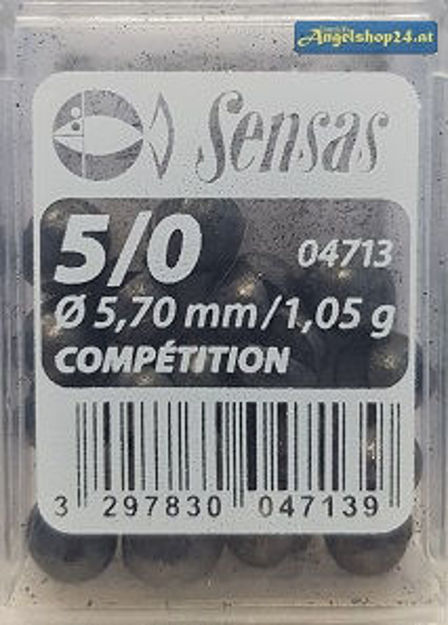 Angelshop24.at
Sensas
5/0 04713
Ø 5,70 mm/1,05 g
COMPÉTITION
3 297830 047139